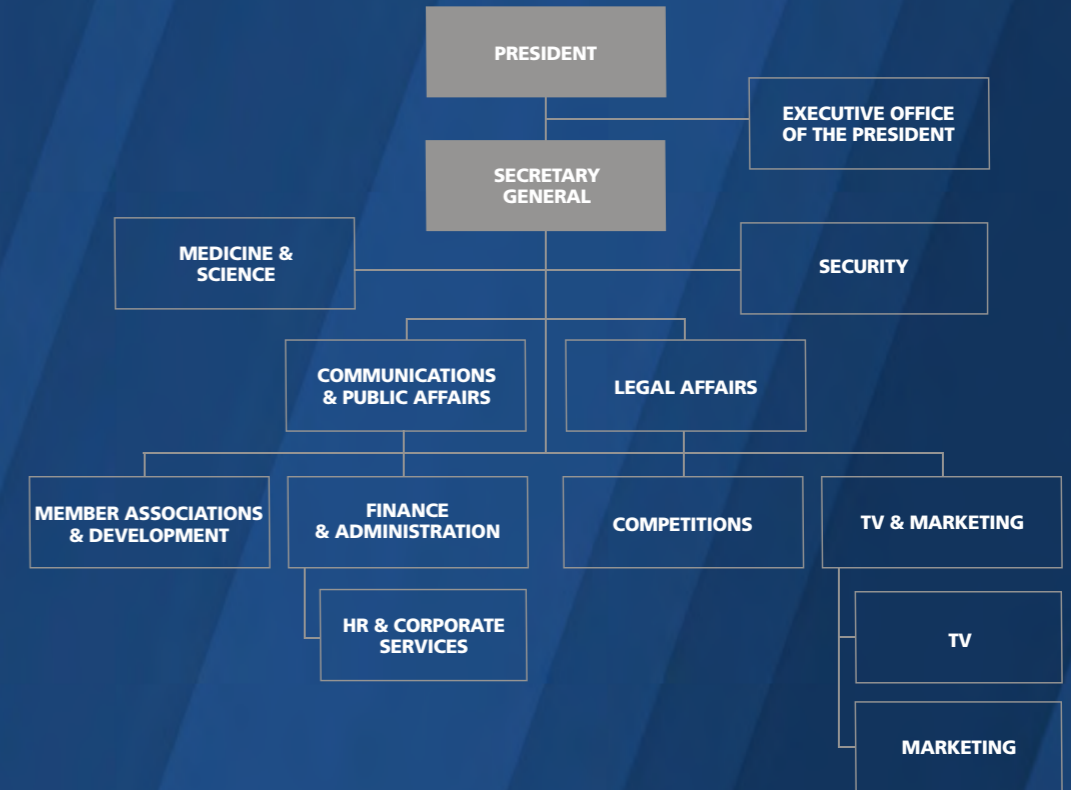 PRESIDENT
EXECUTIVE OFFICE
OF THE PRESIDENT
SECRETARY
GENERAL
MEDICINE &
SCIENCE
SECURITY
COMMUNICATIONS
& PUBLIC AFFAIRS
LEGAL AFFAIRS
MEMBER ASSOCIATIONS
& DEVELOPMENT
FINANCE
& ADMINISTRATION
COMPETITIONS
TV & MARKETING
HR & CORPORATE
SERVICES
TV
MARKETING